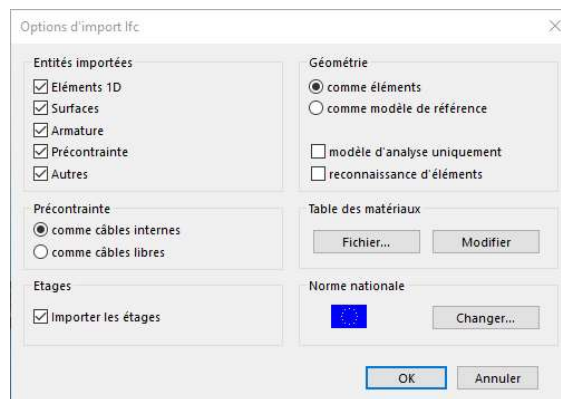 Options d'import Ifc
Entités importées
Eléments 1D
Surfaces
Armature
Précontrainte
Autres
Géométrie
comme éléments
comme modèle de référence
modèle d'analyse uniquement
reconnaissance d'éléments
Précontrainte
comme câbles internes
comme câbles libres
Table des matériaux
Fichier...
Modifier
Etages
Importer les étages
Norme nationale
Changer...
OK
Annuler